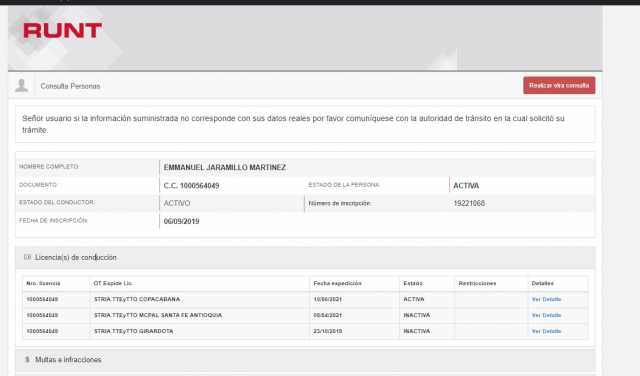 RUNT
Consulta Personas
Realizar otra consulta
Señor usuario si la información suministrada no corresponde con sus datos reales por favor comuníquese con la autoridad de tránsito en la cual solicitó su
trámite.
NOMBRE COMPLETO: EMMANUEL JARAMILLO MARTINEZ
DOCUMENTO: C.C. 1000564049 ESTADO DE LA PERSONA: ACTIVA
ESTADO DEL CONDUCTOR: ACTIVO Número de inscripción: 19221068
FECHA DE INSCRIPCIÓN: 06/09/2019
Licencia(s) de conducción
Nro. licencia OT Expide Lic. Fecha expedición Estado Restricciones Detalles
1000564049 STRIA TTEyTTO COPACABANA 10/06/2021 ACTIVA Ver Detalle
1000564049 STRIA TTEyTTO MCPAL SANTA FE ANTIOQUIA INACTIVA Ver Detalle
1000564049 STRIA TTEyTTO GIRARDOTA 23/10/2019 INACTIVA Ver Detalle
$ Multas e infracciones